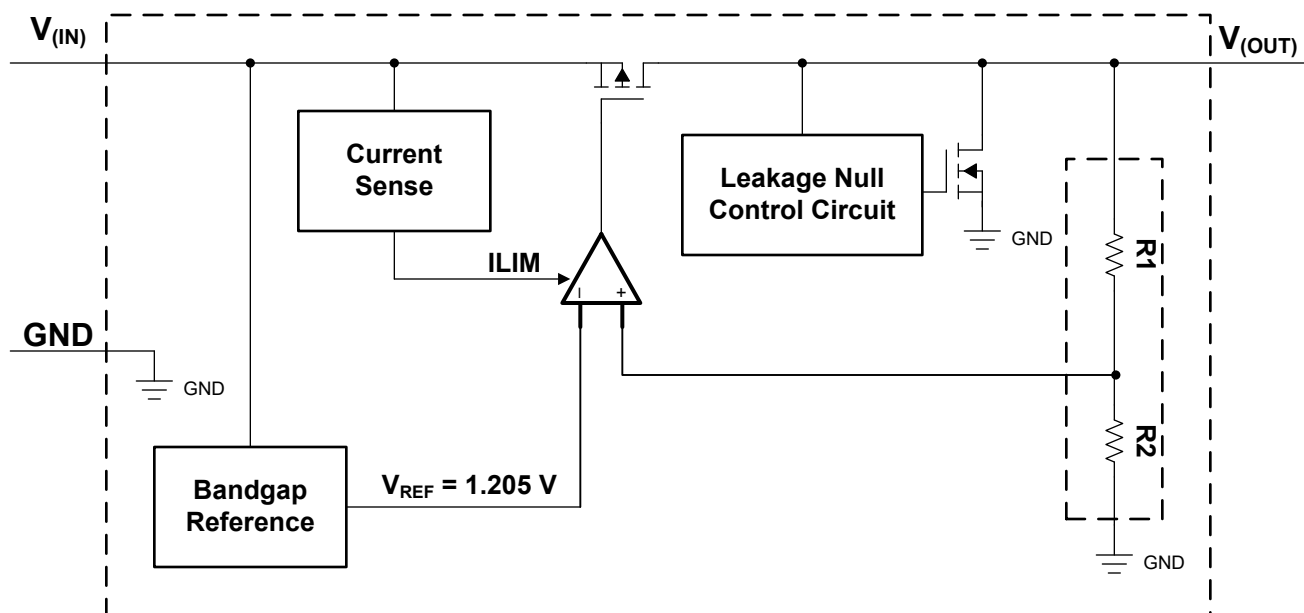 V(IN)
V(OUT)
Current
Sense
Leakage Null
Control Circuit
GND
R1
ILIM
– +
GND
GND
R2
Bandgap
Reference
VREF = 1.205 V
GND